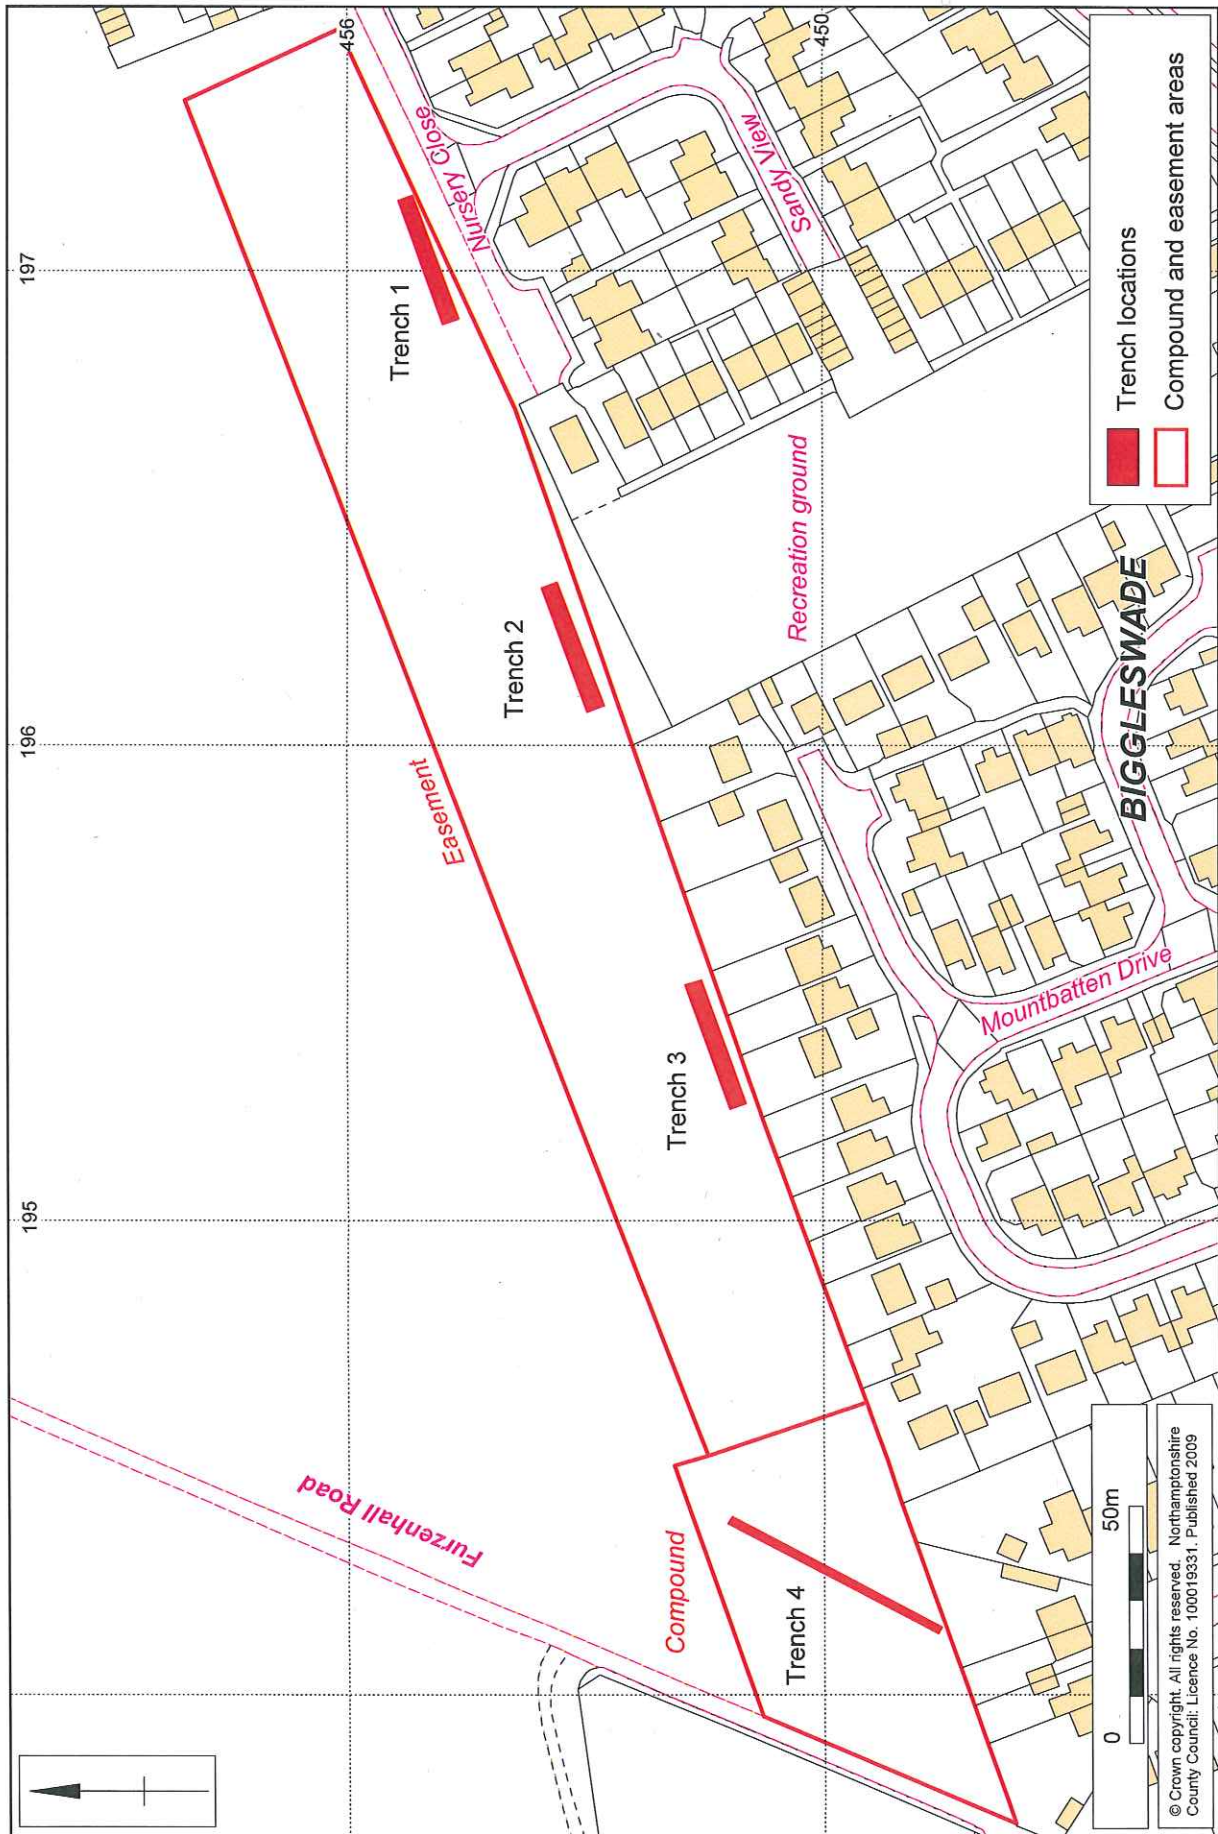 197
196
195
456
450
Nursery Close
Sandy View
Trench 1
Trench 2
Recreation ground
Easement
Trench 3
Mountbatten Drive
BIGGLESWADE
Furzenhall Road
Compound
Trench 4
Trench locations
Compound and easement areas
0 50m
© Crown copyright. All rights reserved. Northamptonshire
County Council: Licence No. 100019331. Published 2009